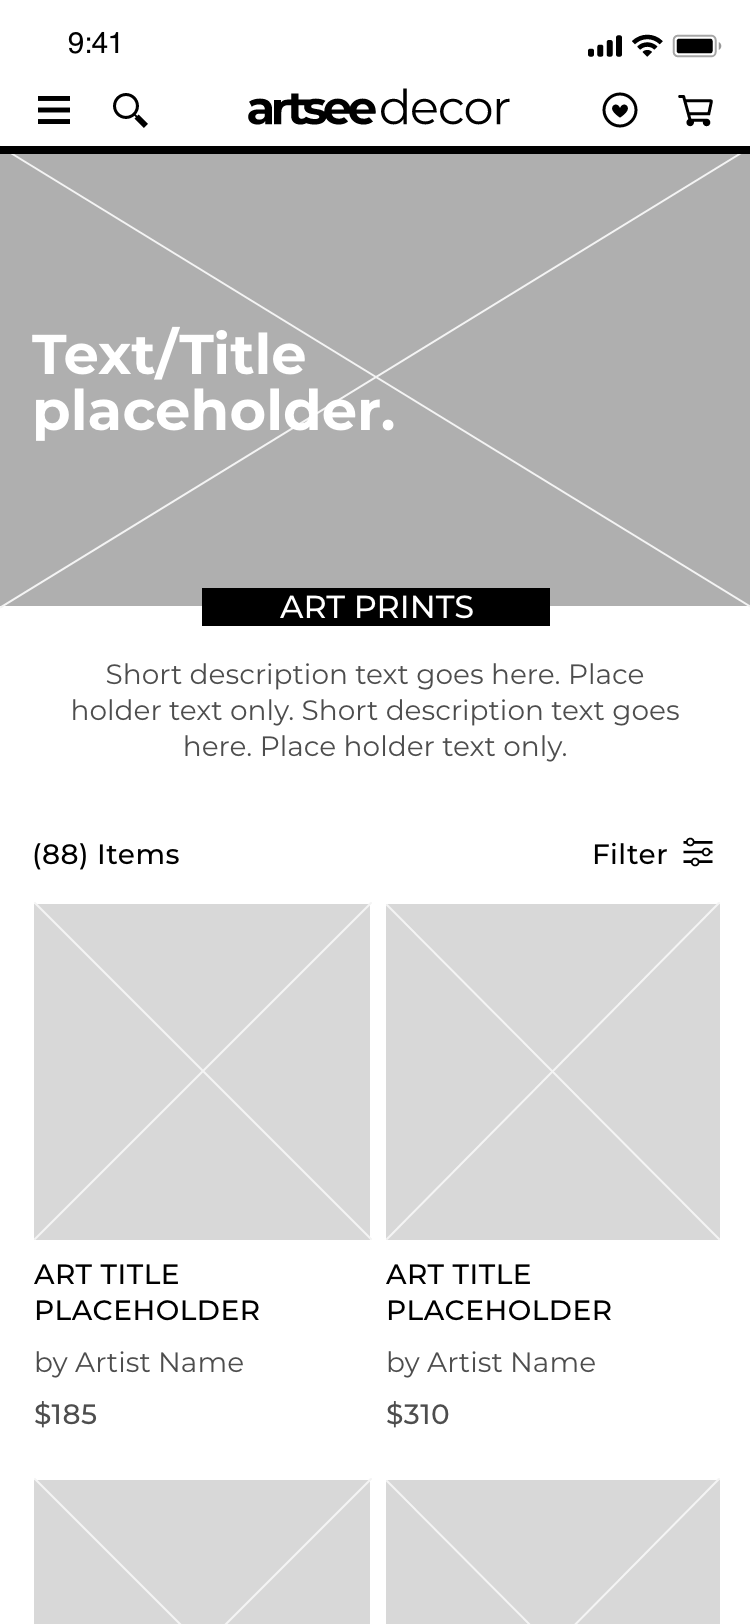 9:41
artsee decor
Text/Title
placeholder.
ART PRINTS
Short description text goes here. Place
holder text only. Short description text goes
here. Place holder text only.
(88) Items
Filter
ART TITLE
PLACEHOLDER
by Artist Name
$185
ART TITLE
PLACEHOLDER
by Artist Name
$310